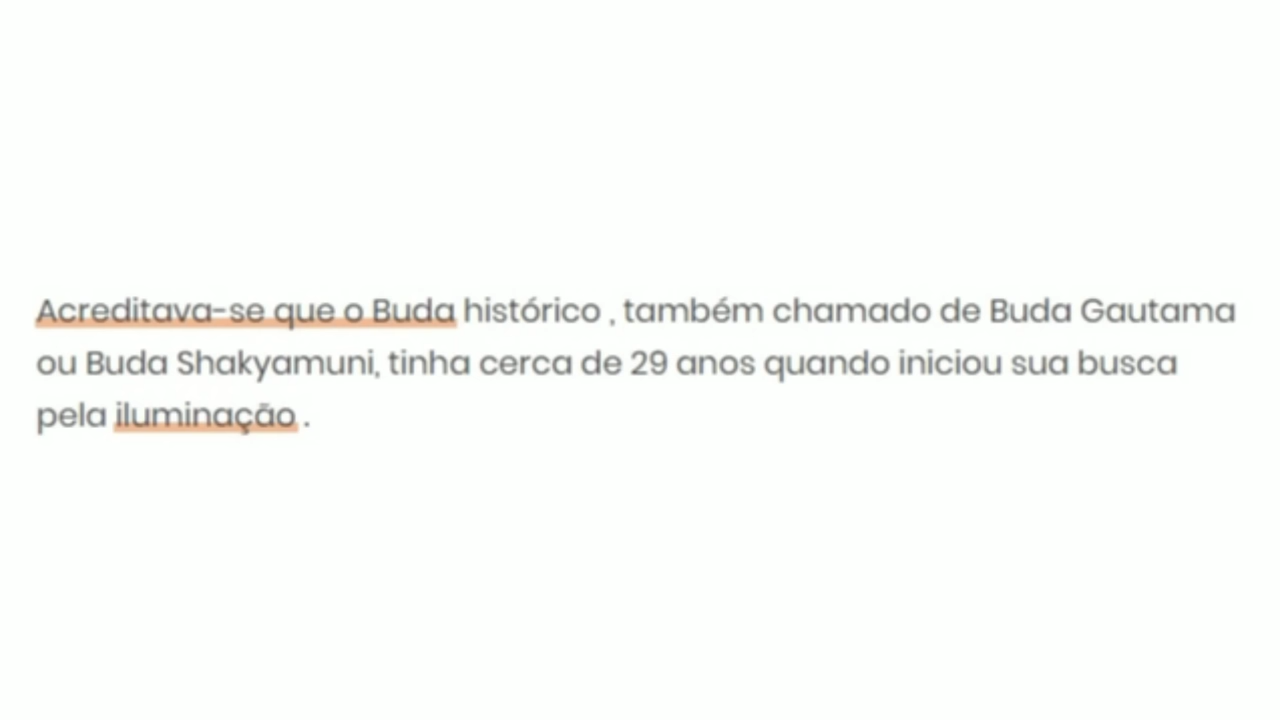 Acreditava-se que o Buda histórico , também chamado de Buda Gautama
ou Buda Shakyamuni, tinha cerca de 29 anos quando iniciou sua busca
pela iluminação .